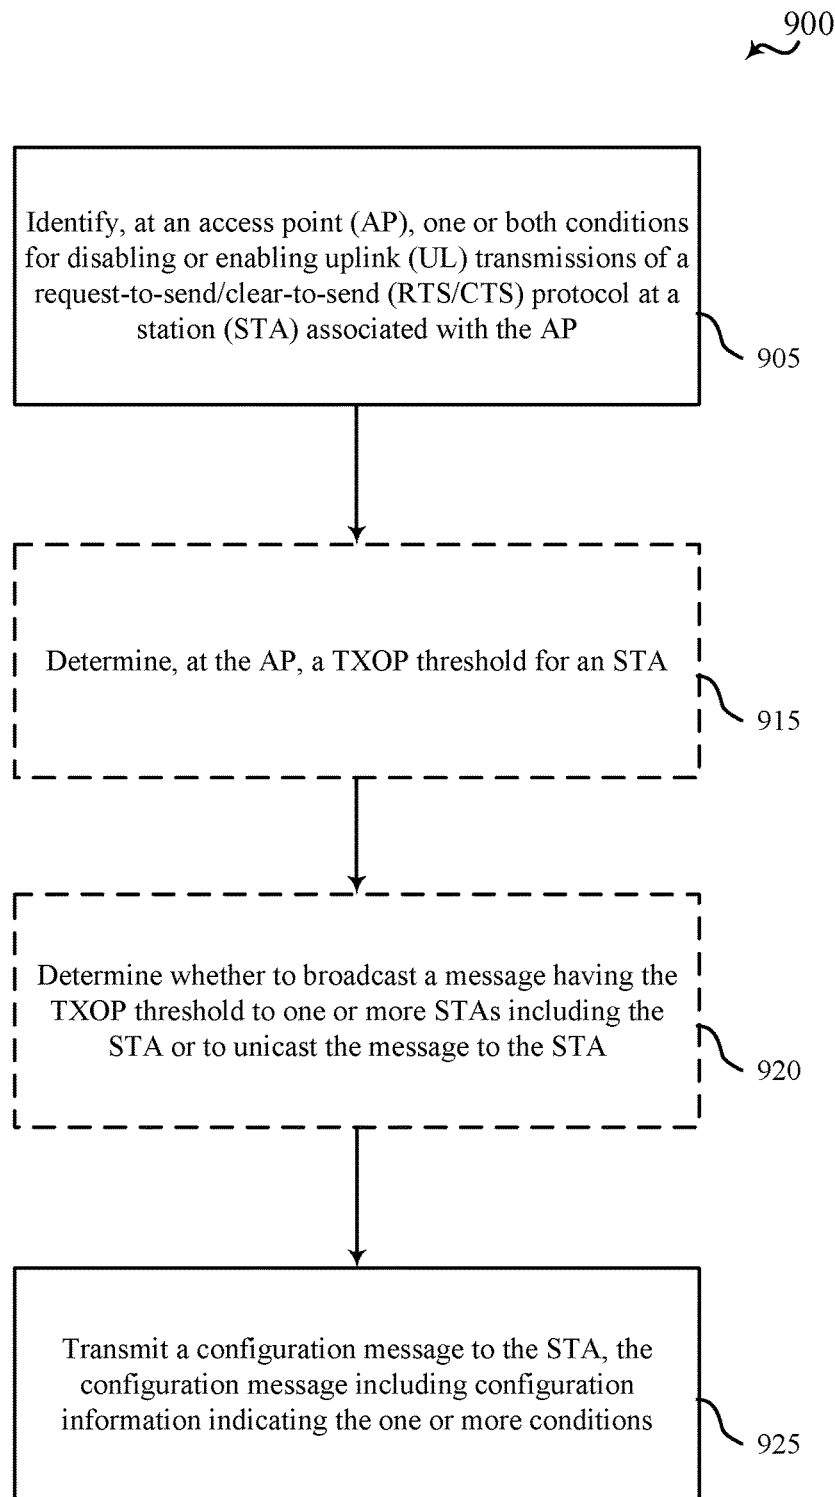 900
Identify, at an access point (AP), one or both conditions
for disabling or enabling uplink (UL) transmissions of a
request-to-send/clear-to-send (RTS/CTS) protocol at a
station (STA) associated with the AP
905
Determine, at the AP, a TXOP threshold for an STA
915
Determine whether to broadcast a message having the
TXOP threshold to one or more STAs including the
STA or to unicast the message to the STA
920
Transmit a configuration message to the STA, the
configuration message including configuration
information indicating the one or more conditions
925